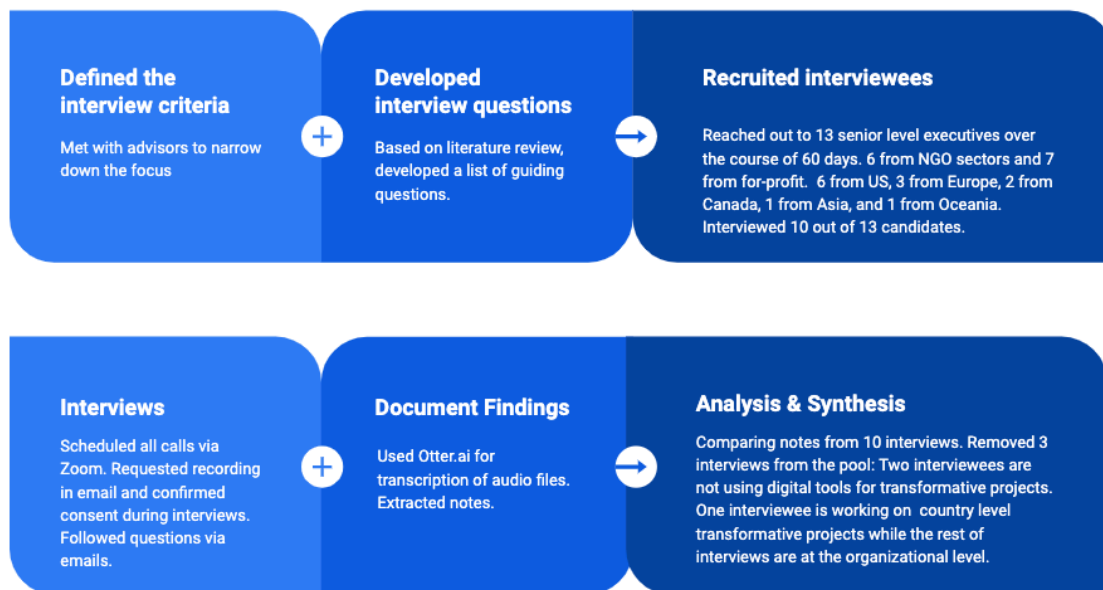 Defined the
interview criteria
Met with advisors to narrow
down the focus
Developed
interview questions
Based on literature review,
developed a list of guiding
questions.
Recruited interviewees
Reached out to 13 senior level executives over
the course of 60 days. 6 from NGO sectors and 7
from for-profit.  6 from US, 3 from Europe, 2 from
Canada, 1 from Asia, and 1 from Oceania.
Interviewed 10 out of 13 candidates.
Interviews
Scheduled all calls via
Zoom. Requested recording
in email and confirmed
consent during interviews.
Followed questions via
emails.
Document Findings
Used Otter.ai for
transcription of audio files.
Extracted notes.
Analysis & Synthesis
Comparing notes from 10 interviews. Removed 3
interviews from the pool: Two interviewees are
not using digital tools for transformative projects.
One interviewee is working on  country level
transformative projects while the rest of
interviews are at the organizational level.